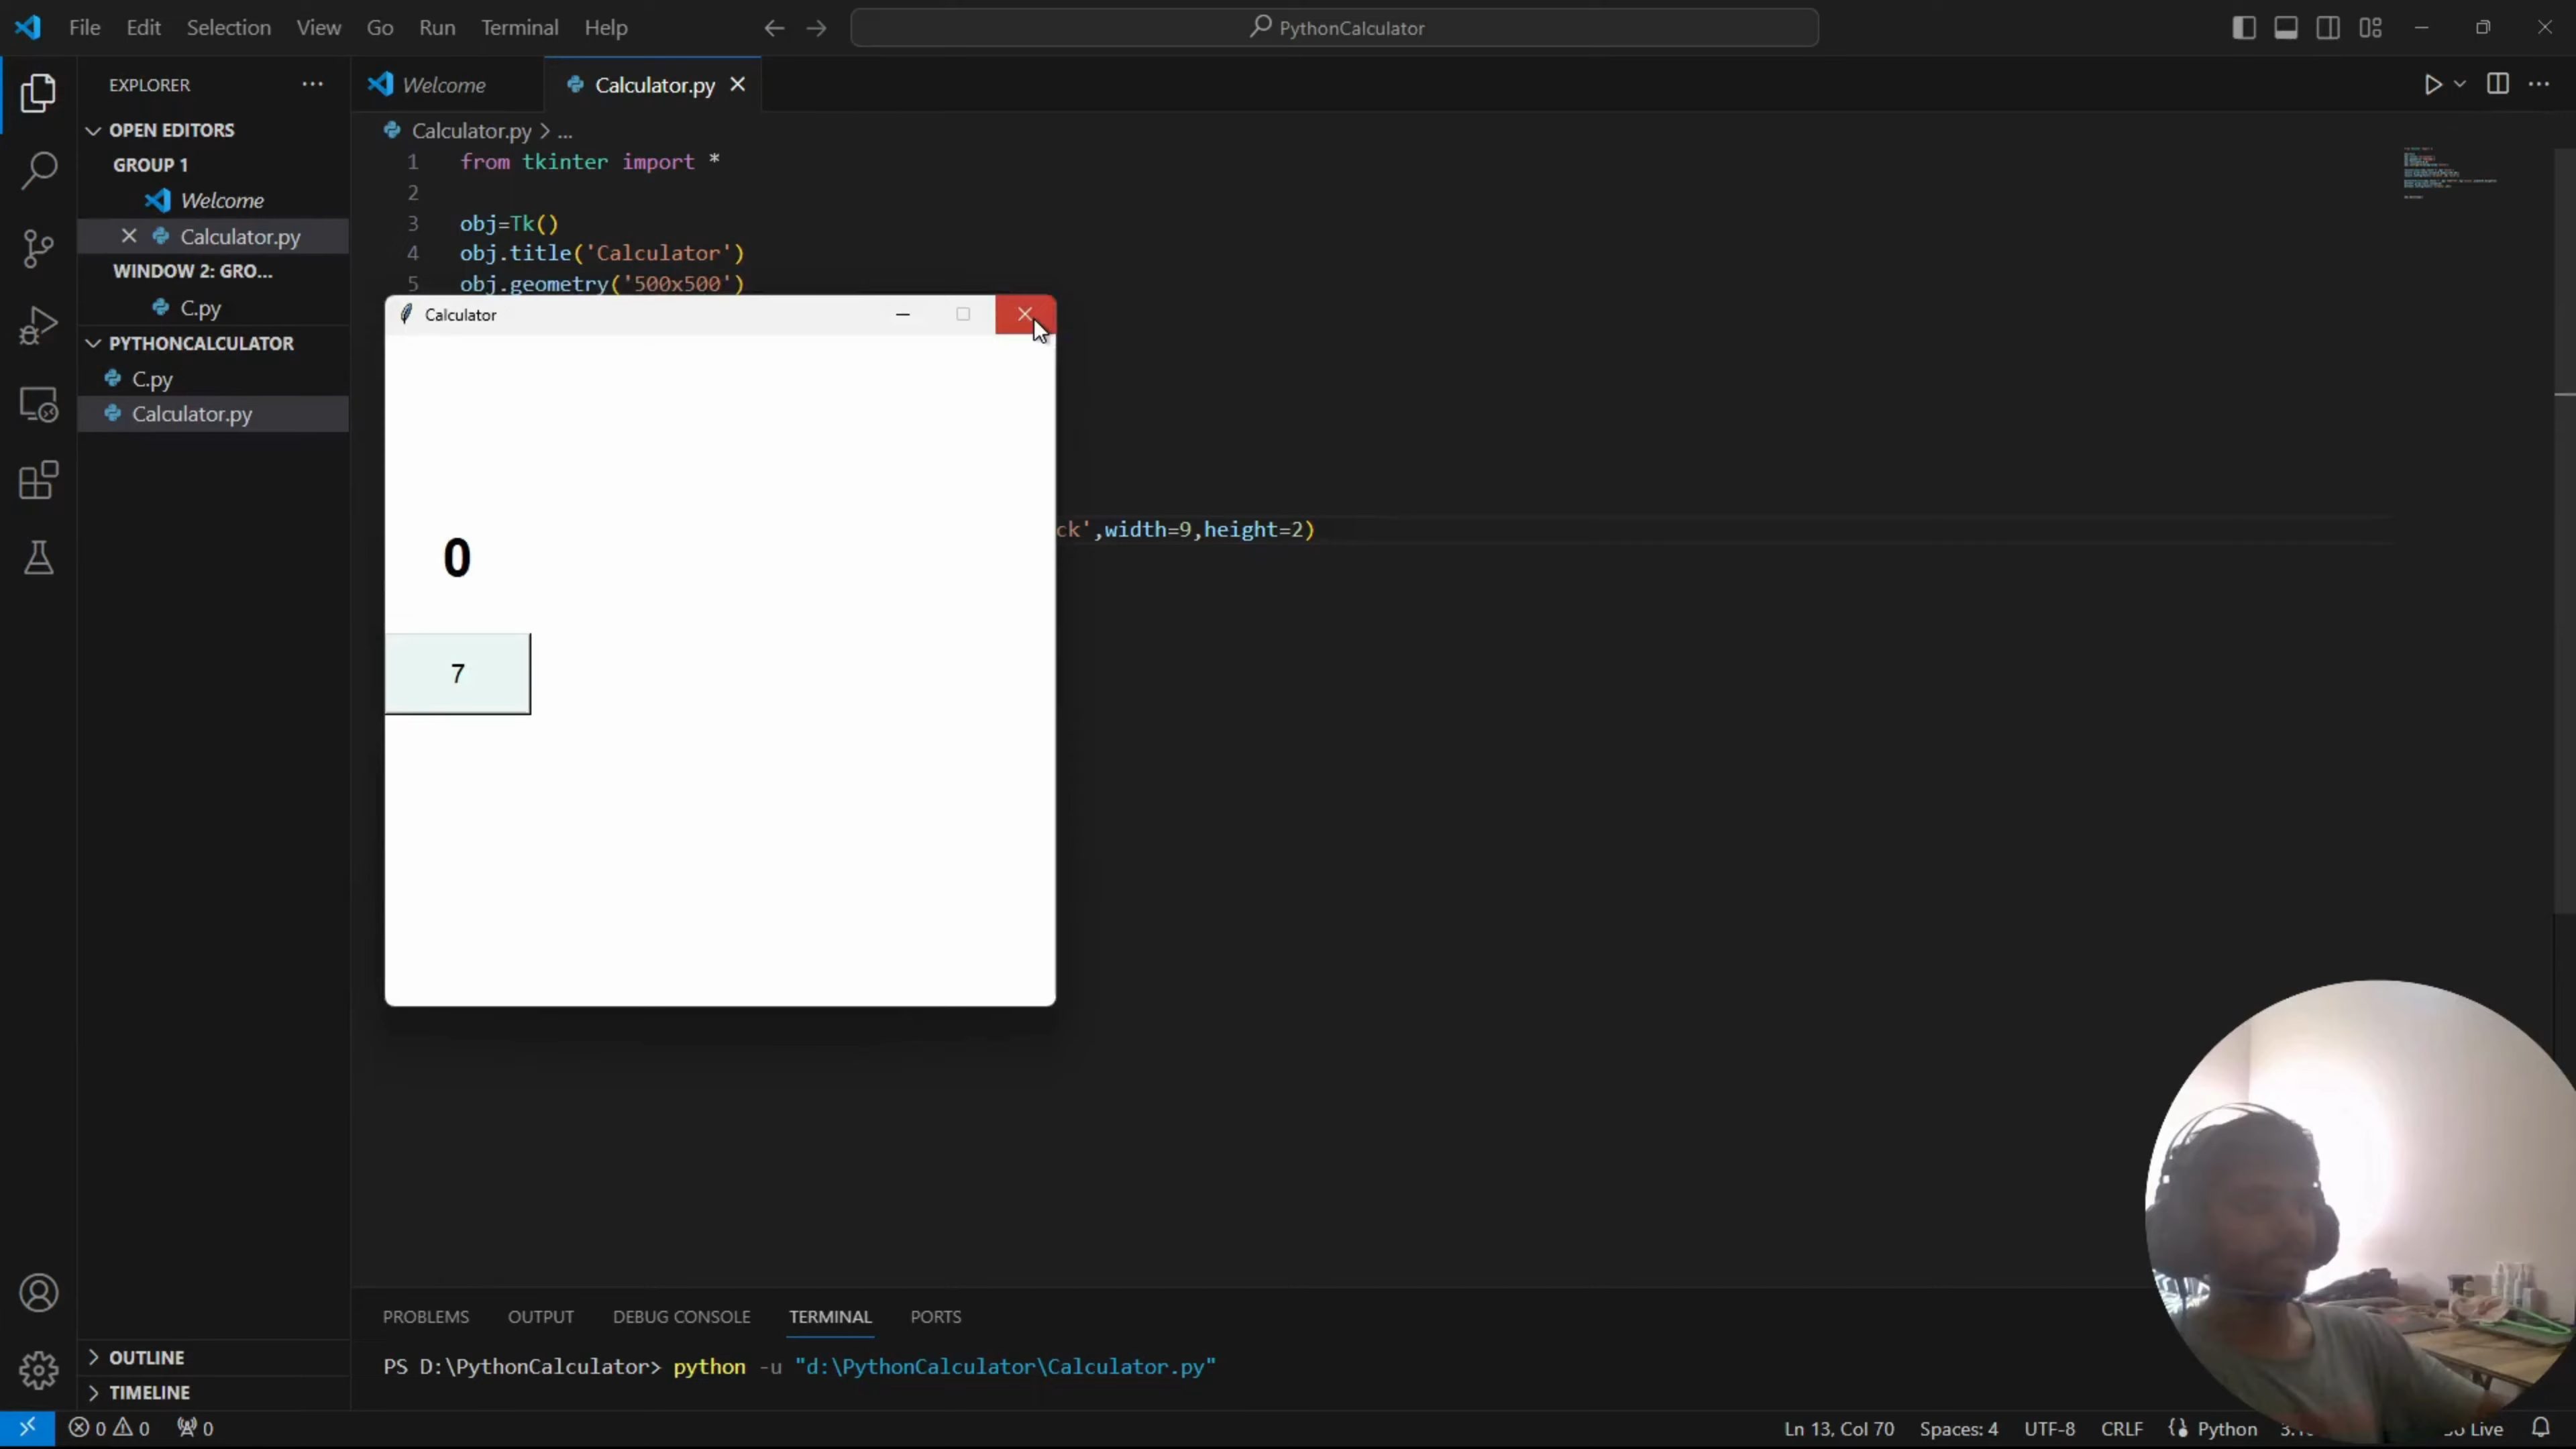 File Edit Selection View Go Run Terminal Help
PythonCalculator
EXPLORER
OPEN EDITORS
GROUP 1
Welcome
Calculator.py
WINDOW 2: GRO...
C.py
PYTHONCALCULATOR
C.py
Calculator.py
OUTLINE
TIMELINE
Welcome
Calculator.py
Calculator.py > ...
1 from tkinter import *
2
3 obj=Tk()
4 obj.title('Calculator')
5 obj.geometry('500x500')
ck',width=9,height=2)
Calculator
0
7
PROBLEMS OUTPUT DEBUG CONSOLE TERMINAL PORTS
PS D:\PythonCalculator> python -u "d:\PythonCalculator\Calculator.py"
0 0 0
Ln 13, Col 70 Spaces: 4 UTF-8 CRLF Python Live